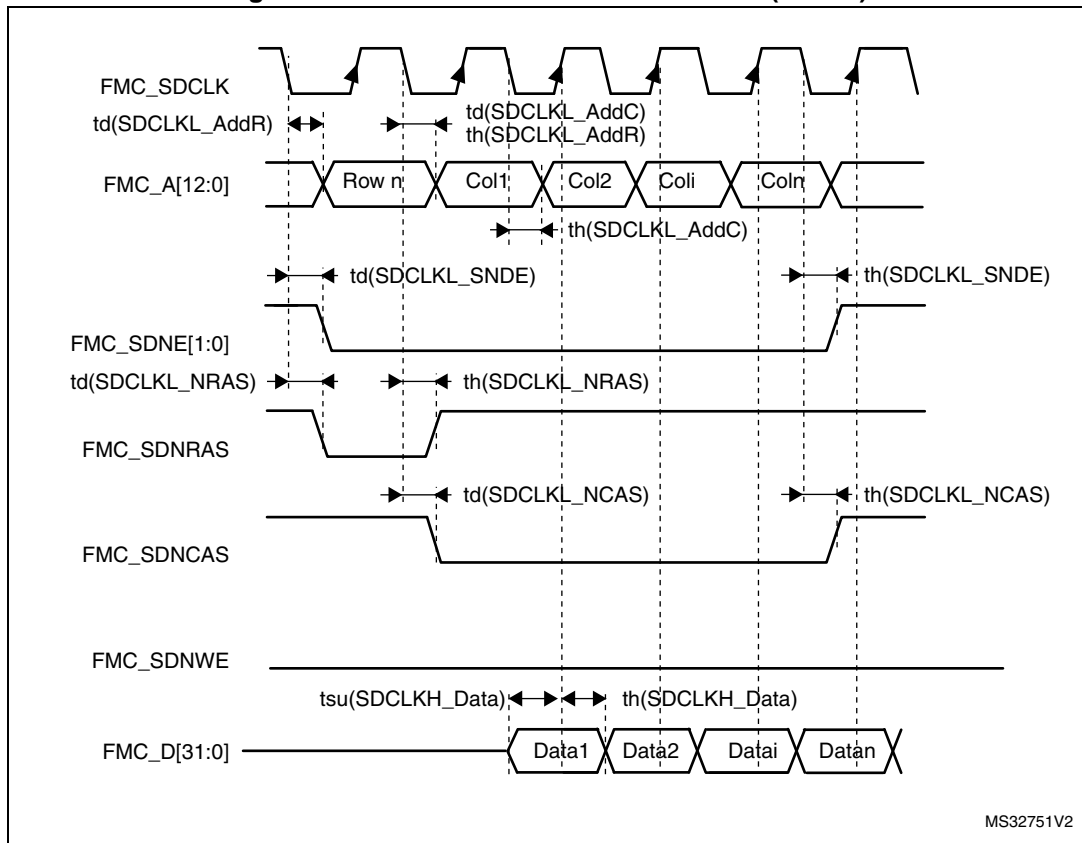 FMC_SDCLK
td(SDCLKL_AddR)
td(SDCLKL_AddC)
th(SDCLKL_AddR)
FMC_A[12:0]
Row n
Col1
Col2
Coli
Coln
th(SDCLKL_AddC)
td(SDCLKL_SNDE)
th(SDCLKL_SNDE)
FMC_SDNE[1:0]
td(SDCLKL_NRAS)
th(SDCLKL_NRAS)
FMC_SDNRAS
td(SDCLKL_NCAS)
th(SDCLKL_NCAS)
FMC_SDNCAS
FMC_SDNWE
tsu(SDCLKH_Data)
th(SDCLKH_Data)
FMC_D[31:0]
Data1
Data2
Datai
Datan
MS32751V2